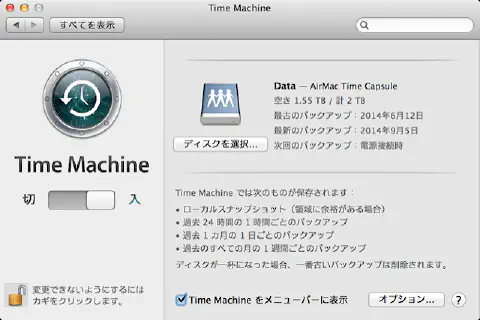 Time Machine
すべてを表示
Data — AirMac Time Capsule
空き 1.55 TB / 計 2 TB
最古のバックアップ：2014年6月12日
最新のバックアップ：2014年9月5日
次回のバックアップ：電源接続時
ディスクを選択...
Time Machine
切 入
Time Machine では次のものが保存されます：
• ローカルスナップショット（領域に余裕がある場合）
• 過去 24 時間の 1 時間ごとのバックアップ
• 過去 1 カ月の 1 日ごとのバックアップ
• 過去のすべての月の 1 週間ごとのバックアップ
ディスクが一杯になった場合、一番古いバックアップは削除されます。
変更できないようにするには
カギをクリックします。
Time Machine をメニューバーに表示
オプション... ?